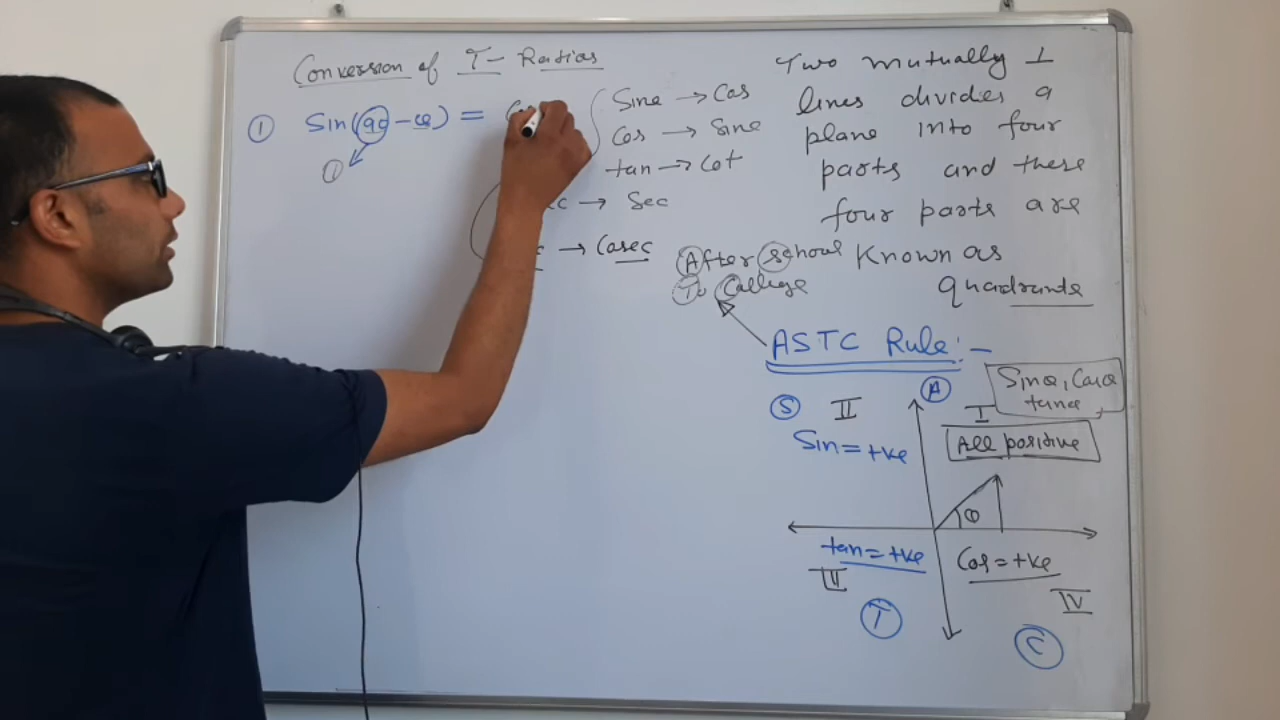 Conversion of T- Ratios
① Sin(90-θ) = Cos
①
Sine → Cos
Cos → Sine
tan → Cot
→ Sec
→ Cosec
Two mutually ⊥
lines divides a
plane into four
parts and these
four parts are
Known as
quadrants
After school
To College
ASTC Rule:-
Ⓐ
Ⓢ II
Sin = +ve
I
Sinθ, Cosθ
tanθ,
All positive
θ
tan = +ve
III
Ⓣ
Cos = +ve
IV
Ⓒ